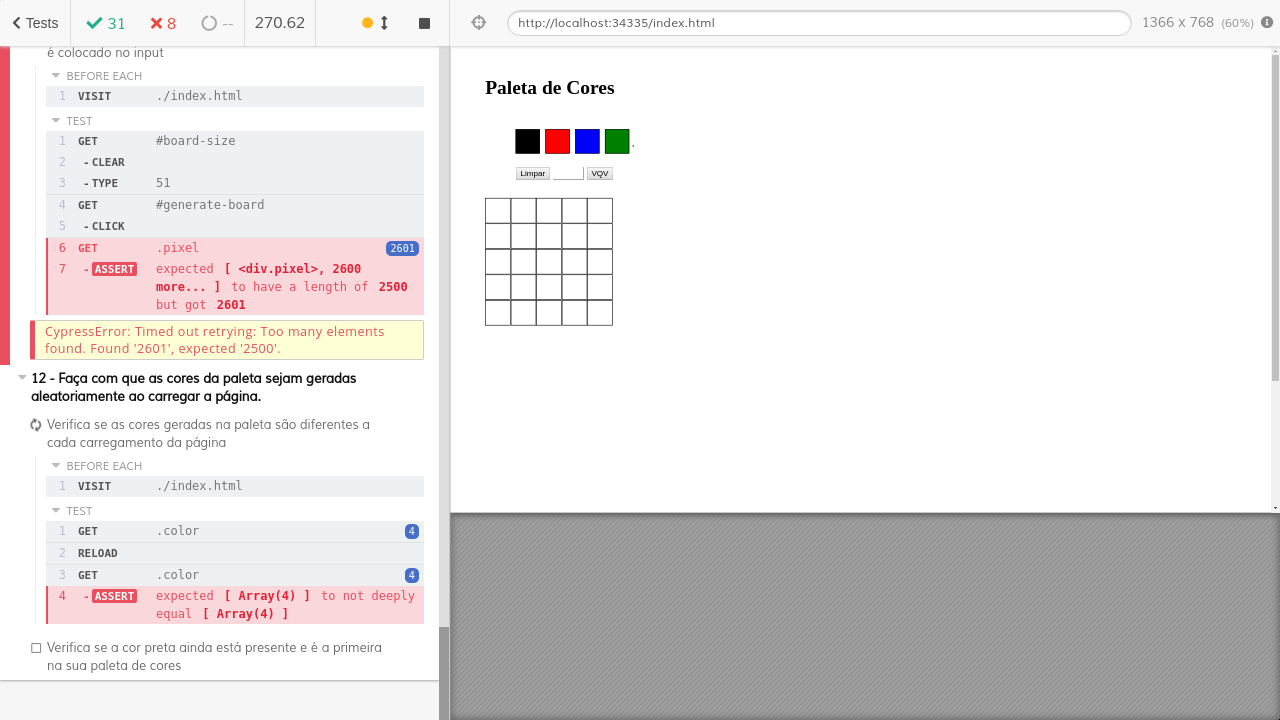 Tests
31
8
--
270.62
http://localhost:34335/index.html
1366 x 768 (60%)
é colocado no input
BEFORE EACH
1 VISIT ./index.html
TEST
1 GET #board-size
2 - CLEAR
3 - TYPE 51
4 GET #generate-board
5 - CLICK
6 GET .pixel 2601
7 - ASSERT expected [ <div.pixel>, 2600
more... ] to have a length of 2500
but got 2601
CypressError: Timed out retrying: Too many elements
found. Found '2601', expected '2500'.
12 - Faça com que as cores da paleta sejam geradas
aleatoriamente ao carregar a página.
Verifica se as cores geradas na paleta são diferentes a
cada carregamento da página
BEFORE EACH
1 VISIT ./index.html
TEST
1 GET .color 4
2 RELOAD
3 GET .color 4
4 - ASSERT expected [ Array(4) ] to not deeply
equal [ Array(4) ]
Verifica se a cor preta ainda está presente e é a primeira
na sua paleta de cores
Paleta de Cores
Limpar VQV